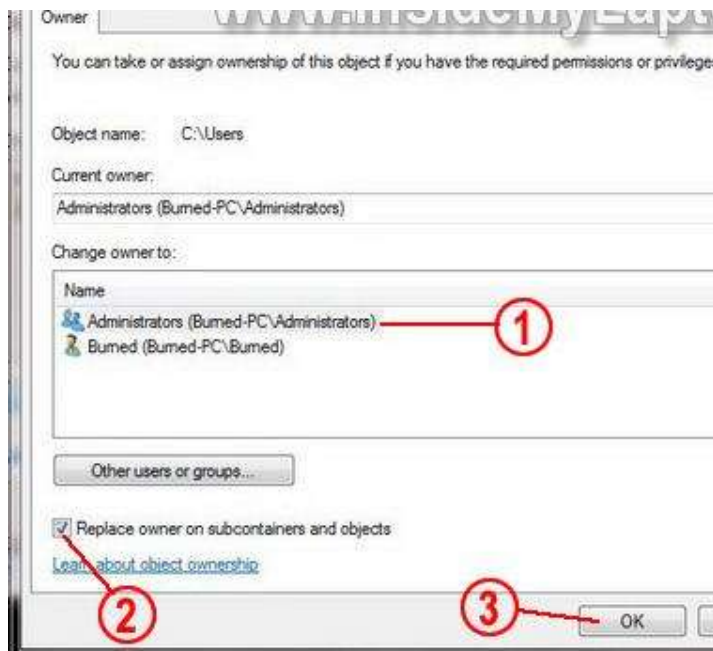 www.InsideMyLapt
Owner
You can take or assign ownership of this object if you have the required permissions or privilege
Object name: C:\Users
Current owner:
Administrators (Burned-PC\Administrators)
Change owner to:
Name
Administrators (Burned-PC\Administrators)
1
Burned (Burned-PC\Burned)
Other users or groups...
Replace owner on subcontainers and objects
Learn about object ownership
2
3
OK